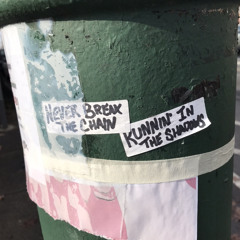 NEVER BREAK
THE CHAIN
RUNNIN' IN
THE SHADOWS